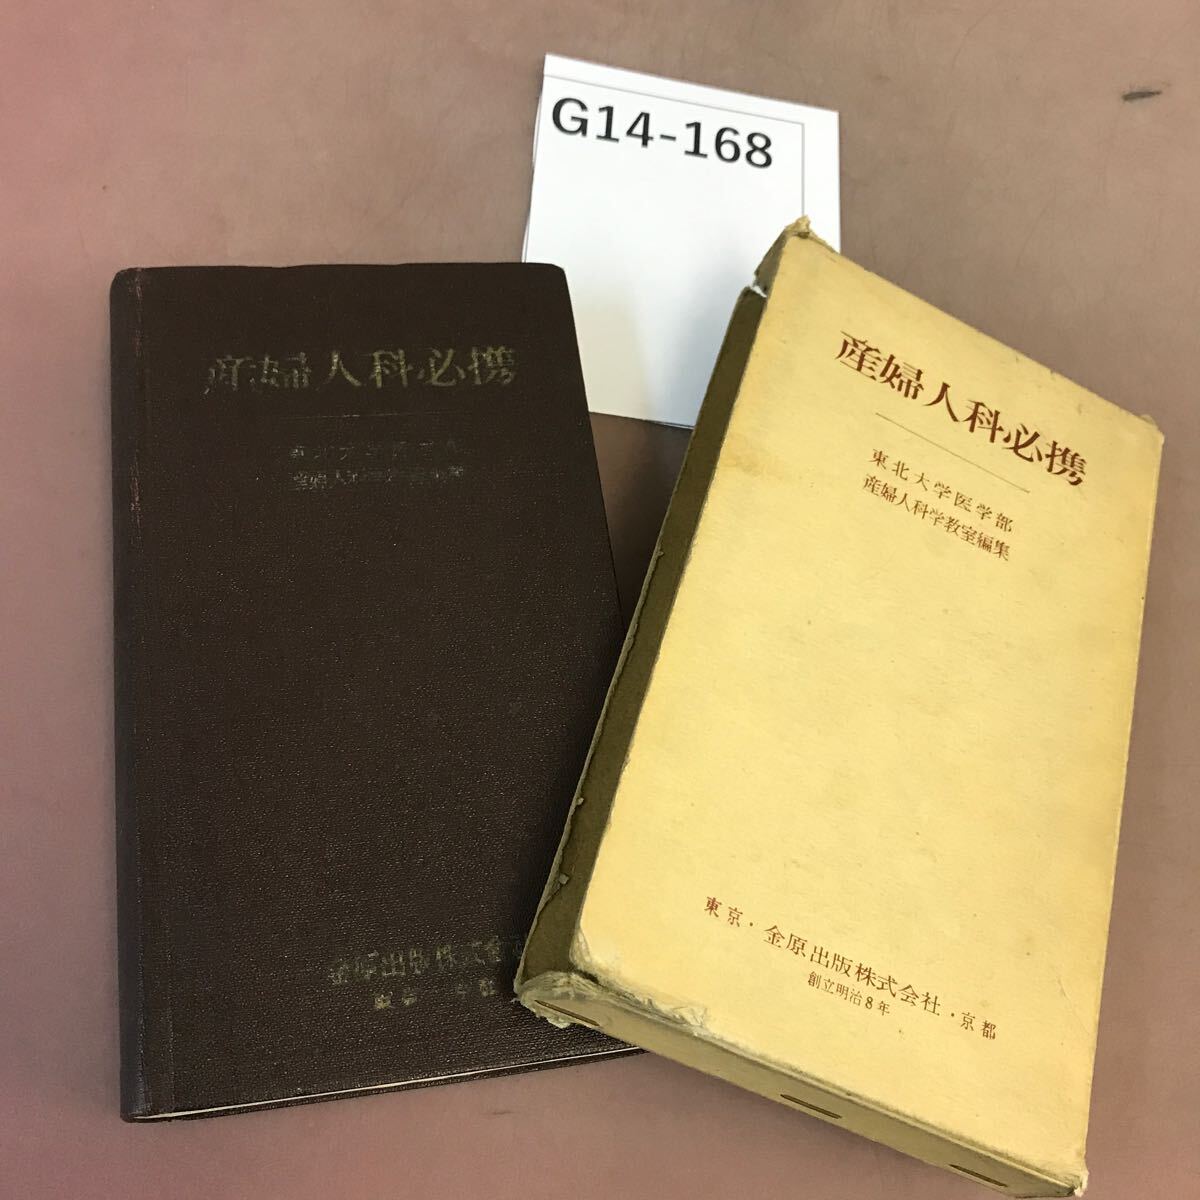 G14-168
産婦人科必携
産婦人科必携
東北大学医学部
産婦人科学教室編集
東京・金原出版株式会社・京都
創立明治8年